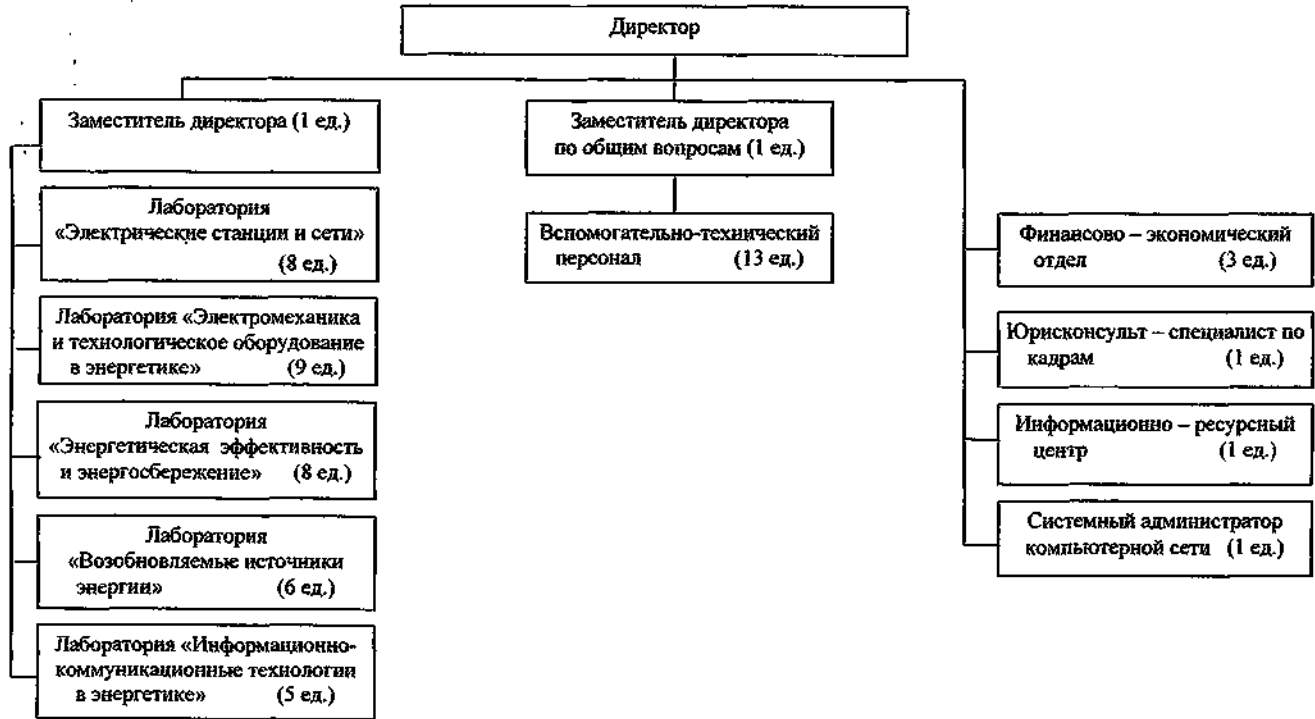 Директор
Заместитель директора (1 ед.)
Лаборатория
«Электрические станции и сети»
(8 ед.)
Лаборатория «Электромеханика
и технологическое оборудование
в энергетике» (9 ед.)
Лаборатория
«Энергетическая эффективность
и энергосбережение» (8 ед.)
Лаборатория
«Возобновляемые источники
энергии» (6 ед.)
Лаборатория «Информационно-
коммуникационные технологии
в энергетике» (5 ед.)
Заместитель директора
по общим вопросам (1 ед.)
Вспомогательно-технический
персонал (13 ед.)
Финансово – экономический
отдел (3 ед.)
Юрисконсульт – специалист по
кадрам (1 ед.)
Информационно – ресурсный
центр (1 ед.)
Системный администратор
компьютерной сети (1 ед.)